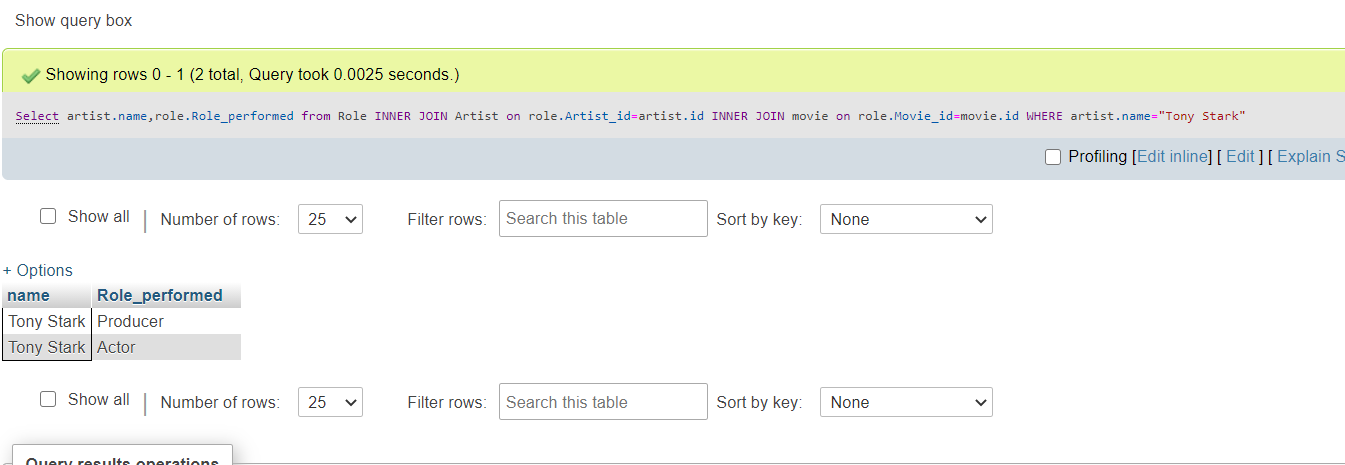 Show query box
Showing rows 0 - 1 (2 total, Query took 0.0025 seconds.)
Select artist.name,role.Role_performed from Role INNER JOIN Artist on role.Artist_id=artist.id INNER JOIN movie on role.Movie_id=movie.id WHERE artist.name="Tony Stark"
Profiling [Edit inline] [ Edit ] [ Explain S
Show all | Number of rows: 25 Filter rows: Search this table Sort by key: None
+ Options
name Role_performed
Tony Stark Producer
Tony Stark Actor
Show all | Number of rows: 25 Filter rows: Search this table Sort by key: None
Query results operations